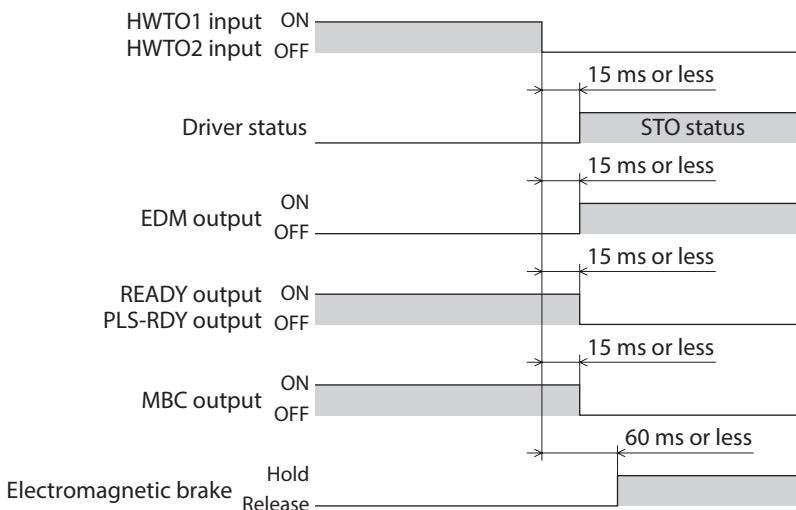 HWTO1 input ON
HWTO2 input OFF
15 ms or less
Driver status STO status
15 ms or less
ON
EDM output
OFF
15 ms or less
READY output ON
PLS-RDY output OFF
15 ms or less
ON
MBC output
OFF
60 ms or less
Hold
Electromagnetic brake
Release